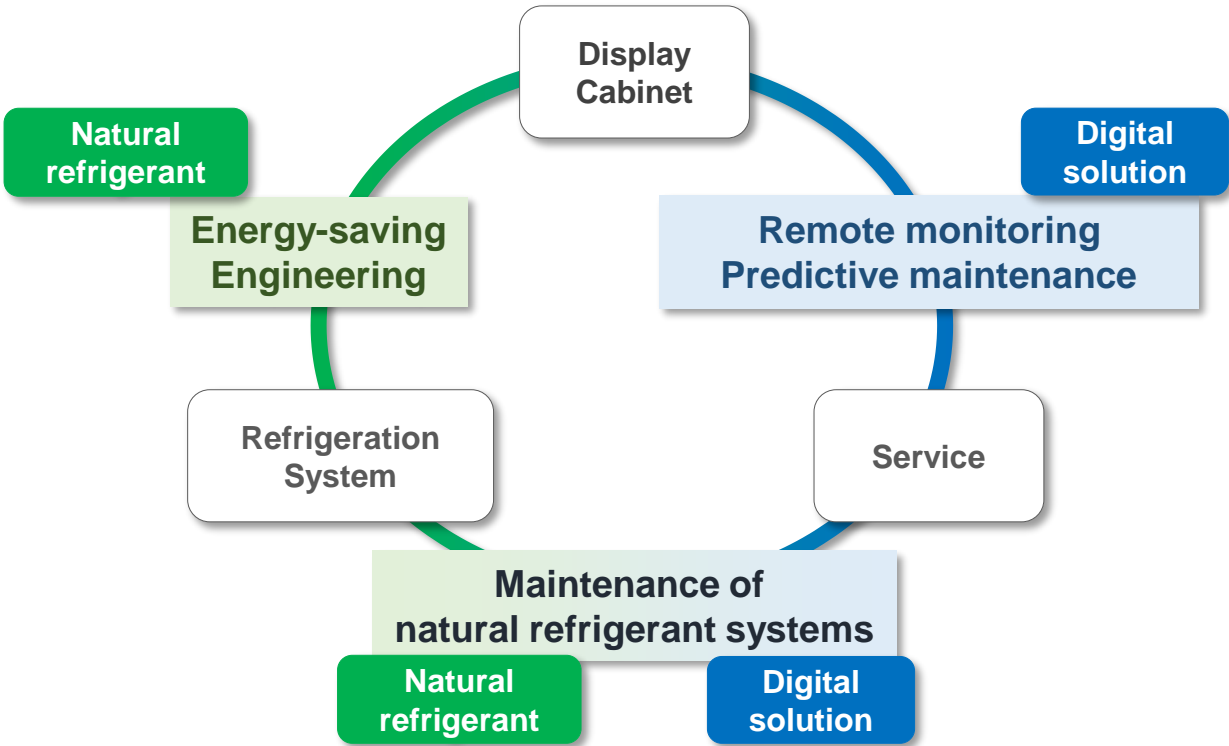 Display
Cabinet
Natural
refrigerant
Digital
solution
Energy-saving
Engineering
Remote monitoring
Predictive maintenance
Refrigeration
System
Service
Maintenance of
natural refrigerant systems
Natural
refrigerant
Digital
solution